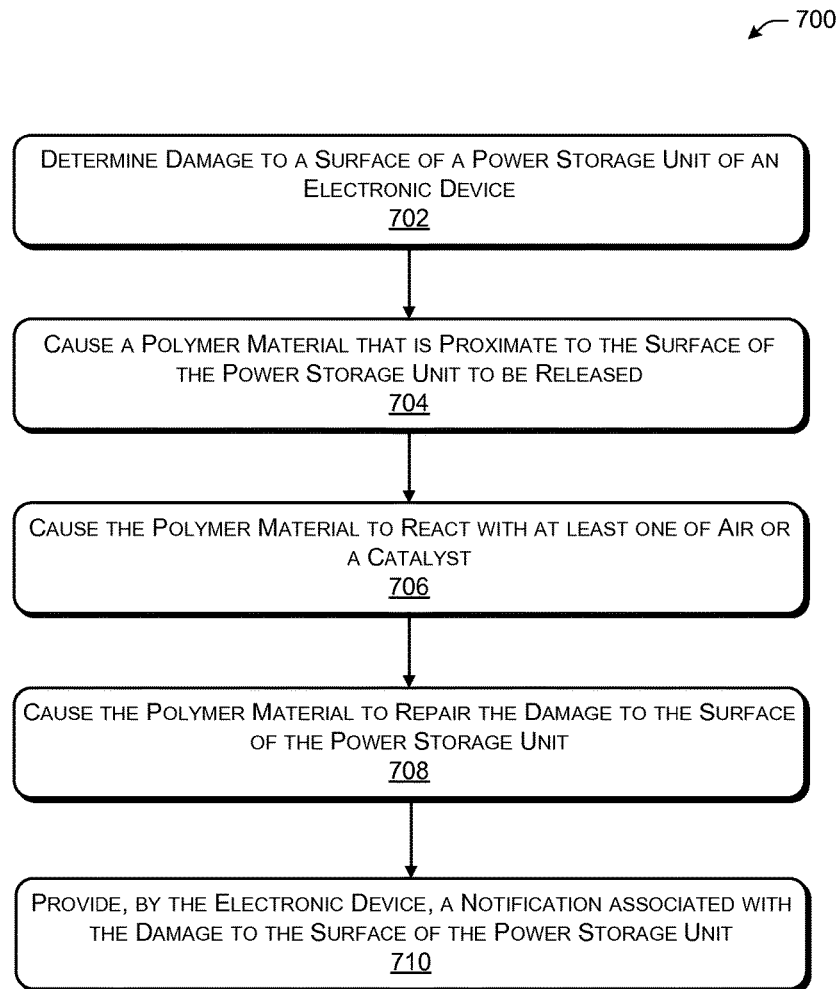 700
DETERMINE DAMAGE TO A SURFACE OF A POWER STORAGE UNIT OF AN
ELECTRONIC DEVICE
702
CAUSE A POLYMER MATERIAL THAT IS PROXIMATE TO THE SURFACE OF
THE POWER STORAGE UNIT TO BE RELEASED
704
CAUSE THE POLYMER MATERIAL TO REACT WITH AT LEAST ONE OF AIR OR
A CATALYST
706
CAUSE THE POLYMER MATERIAL TO REPAIR THE DAMAGE TO THE SURFACE
OF THE POWER STORAGE UNIT
708
PROVIDE, BY THE ELECTRONIC DEVICE, A NOTIFICATION ASSOCIATED WITH
THE DAMAGE TO THE SURFACE OF THE POWER STORAGE UNIT
710